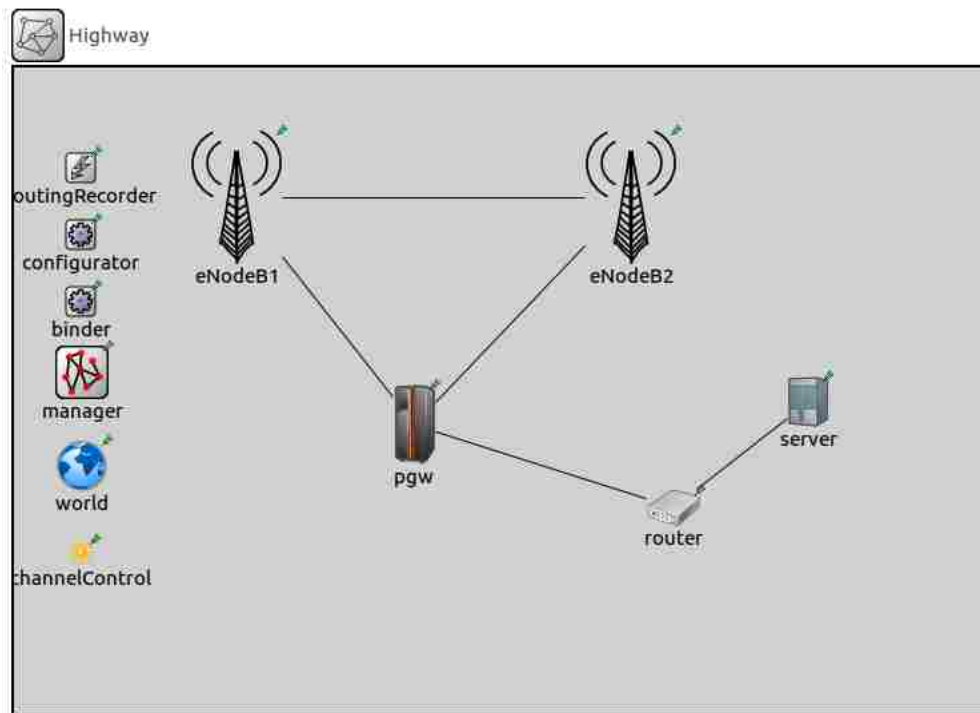 Highway
outingRecorder
configurator
binder
manager
world
channelControl
eNodeB1
eNodeB2
pgw
server
router